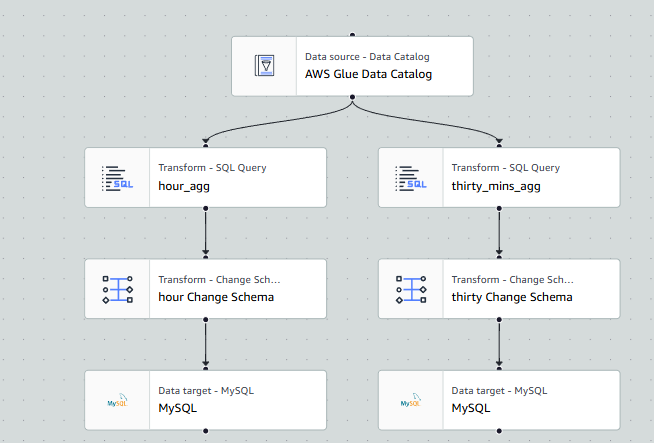 Data source - Data Catalog
AWS Glue Data Catalog
SQL
Transform - SQL Query
hour_agg
SQL
Transform - SQL Query
thirty_mins_agg
Transform - Change Sch...
hour Change Schema
Transform - Change Sch...
thirty Change Schema
MySQL
Data target - MySQL
MySQL
MySQL
Data target - MySQL
MySQL